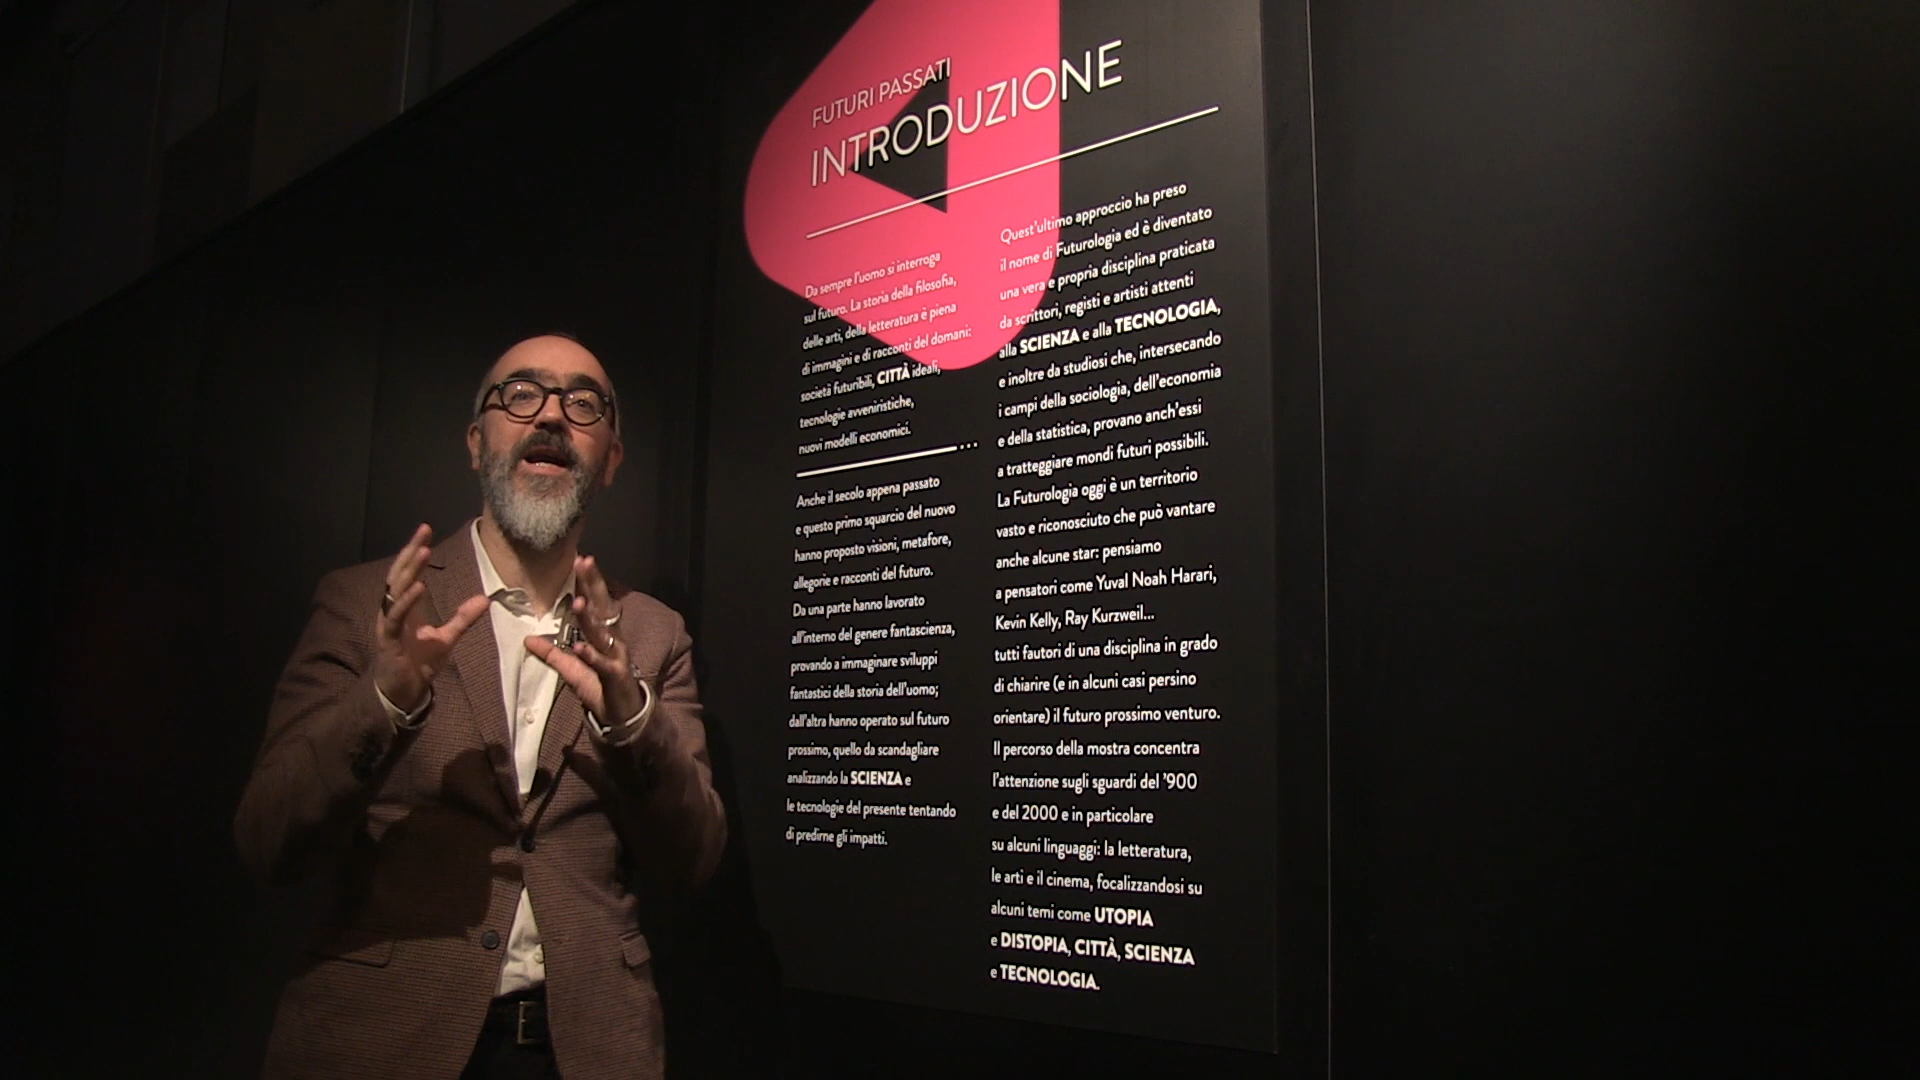 FUTURI PASSATI
INTRODUZIONE
Da sempre l'uomo si interroga
sul futuro. La storia della filosofia,
delle arti, della letteratura è piena
di immagini e di racconti del domani:
società futuribili, CITTÀ ideali,
tecnologie avveniristiche,
nuovi modelli economici.
Anche il secolo appena passato
e questo primo squarcio del nuovo
hanno proposto visioni, metafore,
allegorie e racconti del futuro.
Da una parte hanno lavorato
all'interno del genere fantascienza,
provando a immaginare sviluppi
fantastici della storia dell'uomo;
dall'altra hanno operato sul futuro
prossimo, quello da scandagliare
analizzando la SCIENZA e
le tecnologie del presente tentando
di predirne gli impatti.
Quest'ultimo approccio ha preso
il nome di Futurologia ed è diventato
una vera e propria disciplina praticata
da scrittori, registi e artisti attenti
alla SCIENZA e alla TECNOLOGIA,
e inoltre da studiosi che, intersecando
i campi della sociologia, dell'economia
e della statistica, provano anch'essi
a tratteggiare mondi futuri possibili.
La Futurologia oggi è un territorio
vasto e riconosciuto che può vantare
anche alcune star: pensiamo
a pensatori come Yuval Noah Harari,
Kevin Kelly, Ray Kurzweil...
tutti fautori di una disciplina in grado
di chiarire (e in alcuni casi persino
orientare) il futuro prossimo venturo.
Il percorso della mostra concentra
l'attenzione sugli sguardi del '900
e del 2000 e in particolare
su alcuni linguaggi: la letteratura,
le arti e il cinema, focalizzandosi su
alcuni temi come UTOPIA
e DISTOPIA, CITTÀ, SCIENZA
e TECNOLOGIA.